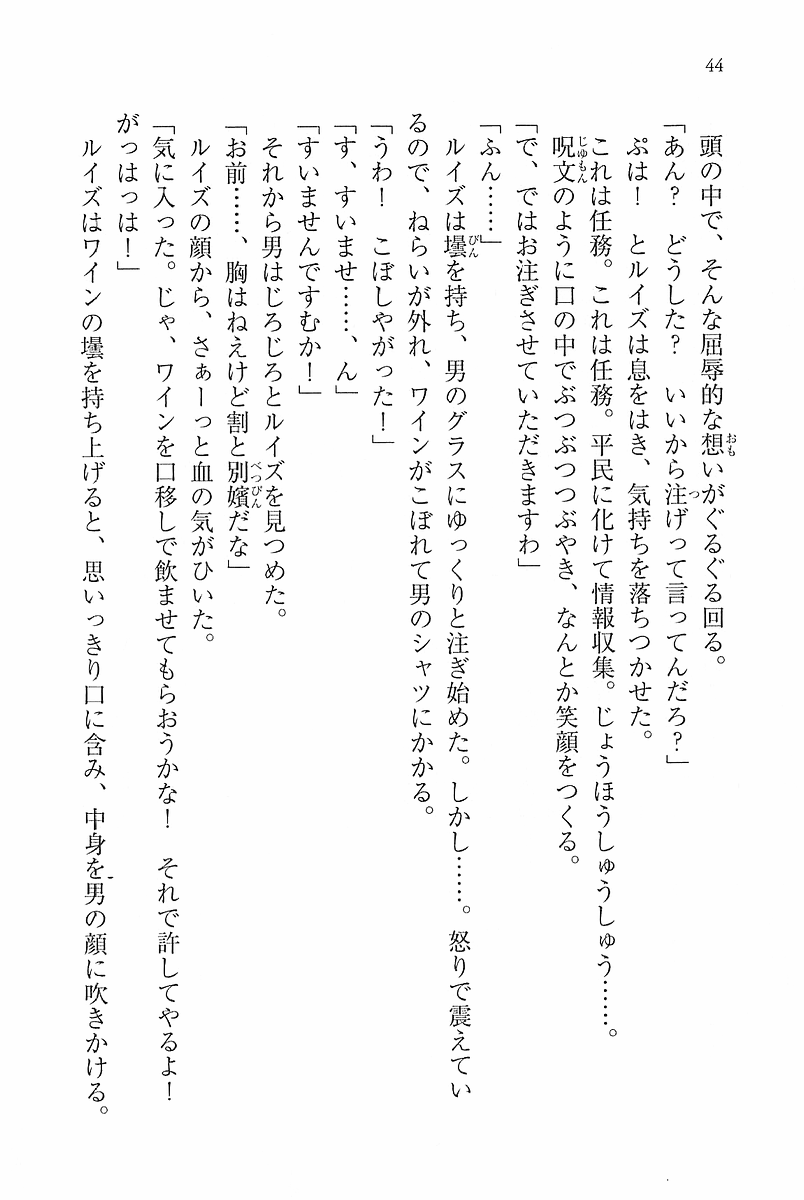 44
頭の中で、そんな屈辱的な想いがぐるぐる回る。
「あん？　どうした？　いいから注げって言ってんだろ？」
ぷは！　とルイズは息をはき、気持ちを落ちつかせた。
これは任務。これは任務。平民に化けて情報収集。じょうほうしゅうしゅう……。
呪文のように口の中でぶつぶつつぶやき、なんとか笑顔をつくる。
「で、ではお注ぎさせていただきますわ」
「ふん……」
ルイズは壜を持ち、男のグラスにゆっくりと注ぎ始めた。しかし……。怒りで震えてい
るので、ねらいが外れ、ワインがこぼれて男のシャツにかかる。
「うわ！　こぼしやがった！」
「す、すいませ……、ん」
「すいませんですむか！」
それから男はじろじろとルイズを見つめた。
「お前……、胸はねえけど割と別嬪だな」
ルイズの顔から、さぁーっと血の気がひいた。
「気に入った。じゃ、ワインを口移しで飲ませてもらおうかな！　それで許してやるよ！
がっはっは！」
ルイズはワインの壜を持ち上げると、思いっきり口に含み、中身を男の顔に吹きかける。